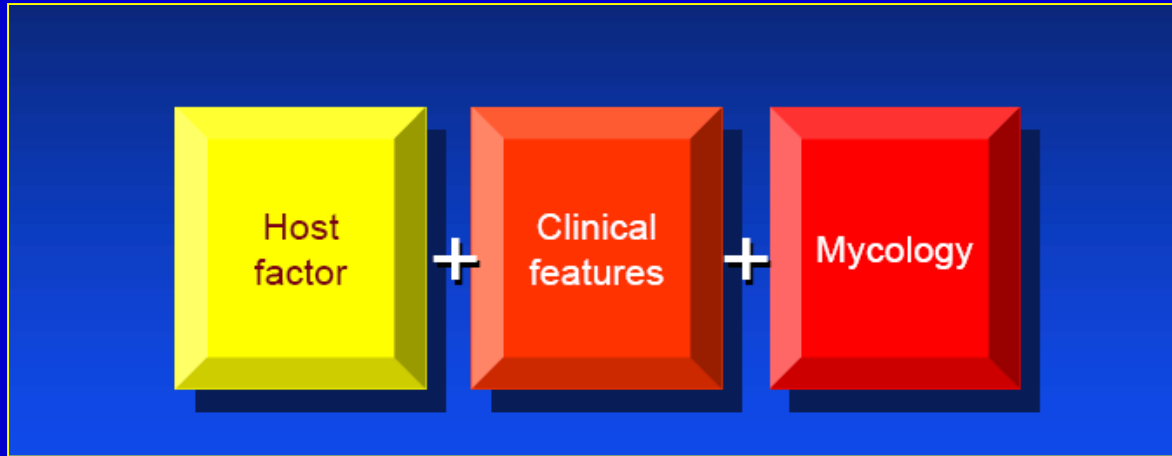 Host
factor
+
Clinical
features
+
Mycology